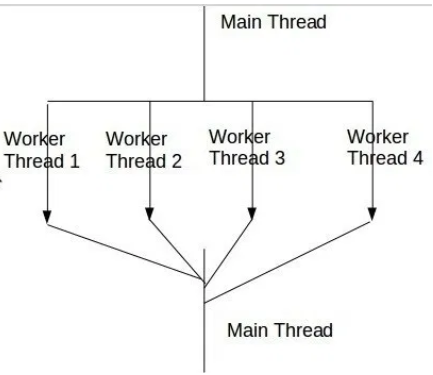 Main Thread
Worker
Thread 1
Worker
Thread 2
Worker
Thread 3
Worker
Thread 4
Main Thread